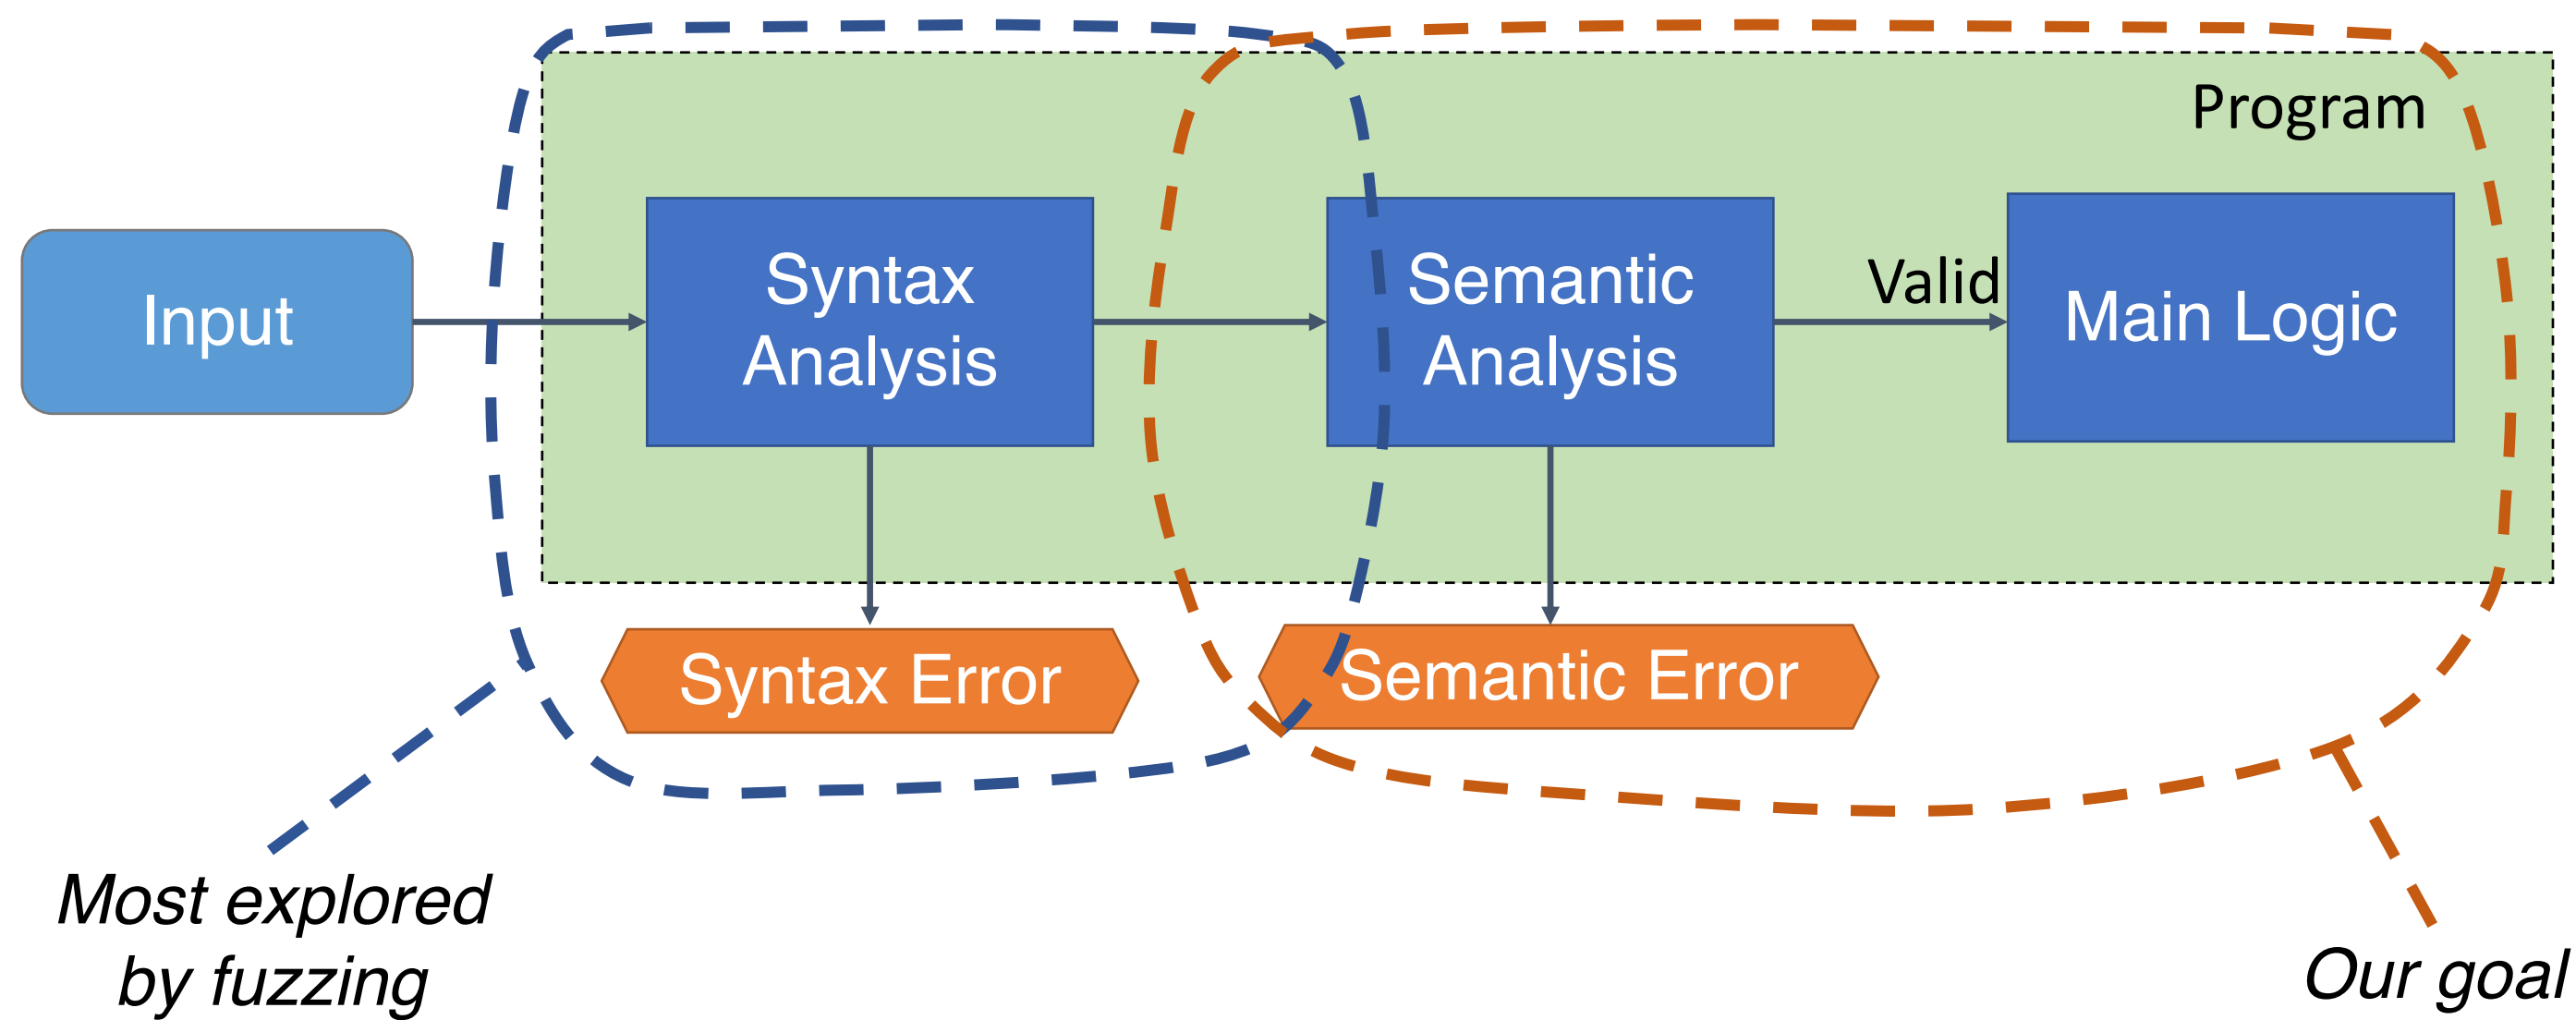 Program
Input
Syntax
Analysis
Semantic
Analysis
Valid
Main Logic
Syntax Error
Semantic Error
Most explored
by fuzzing
Our goal